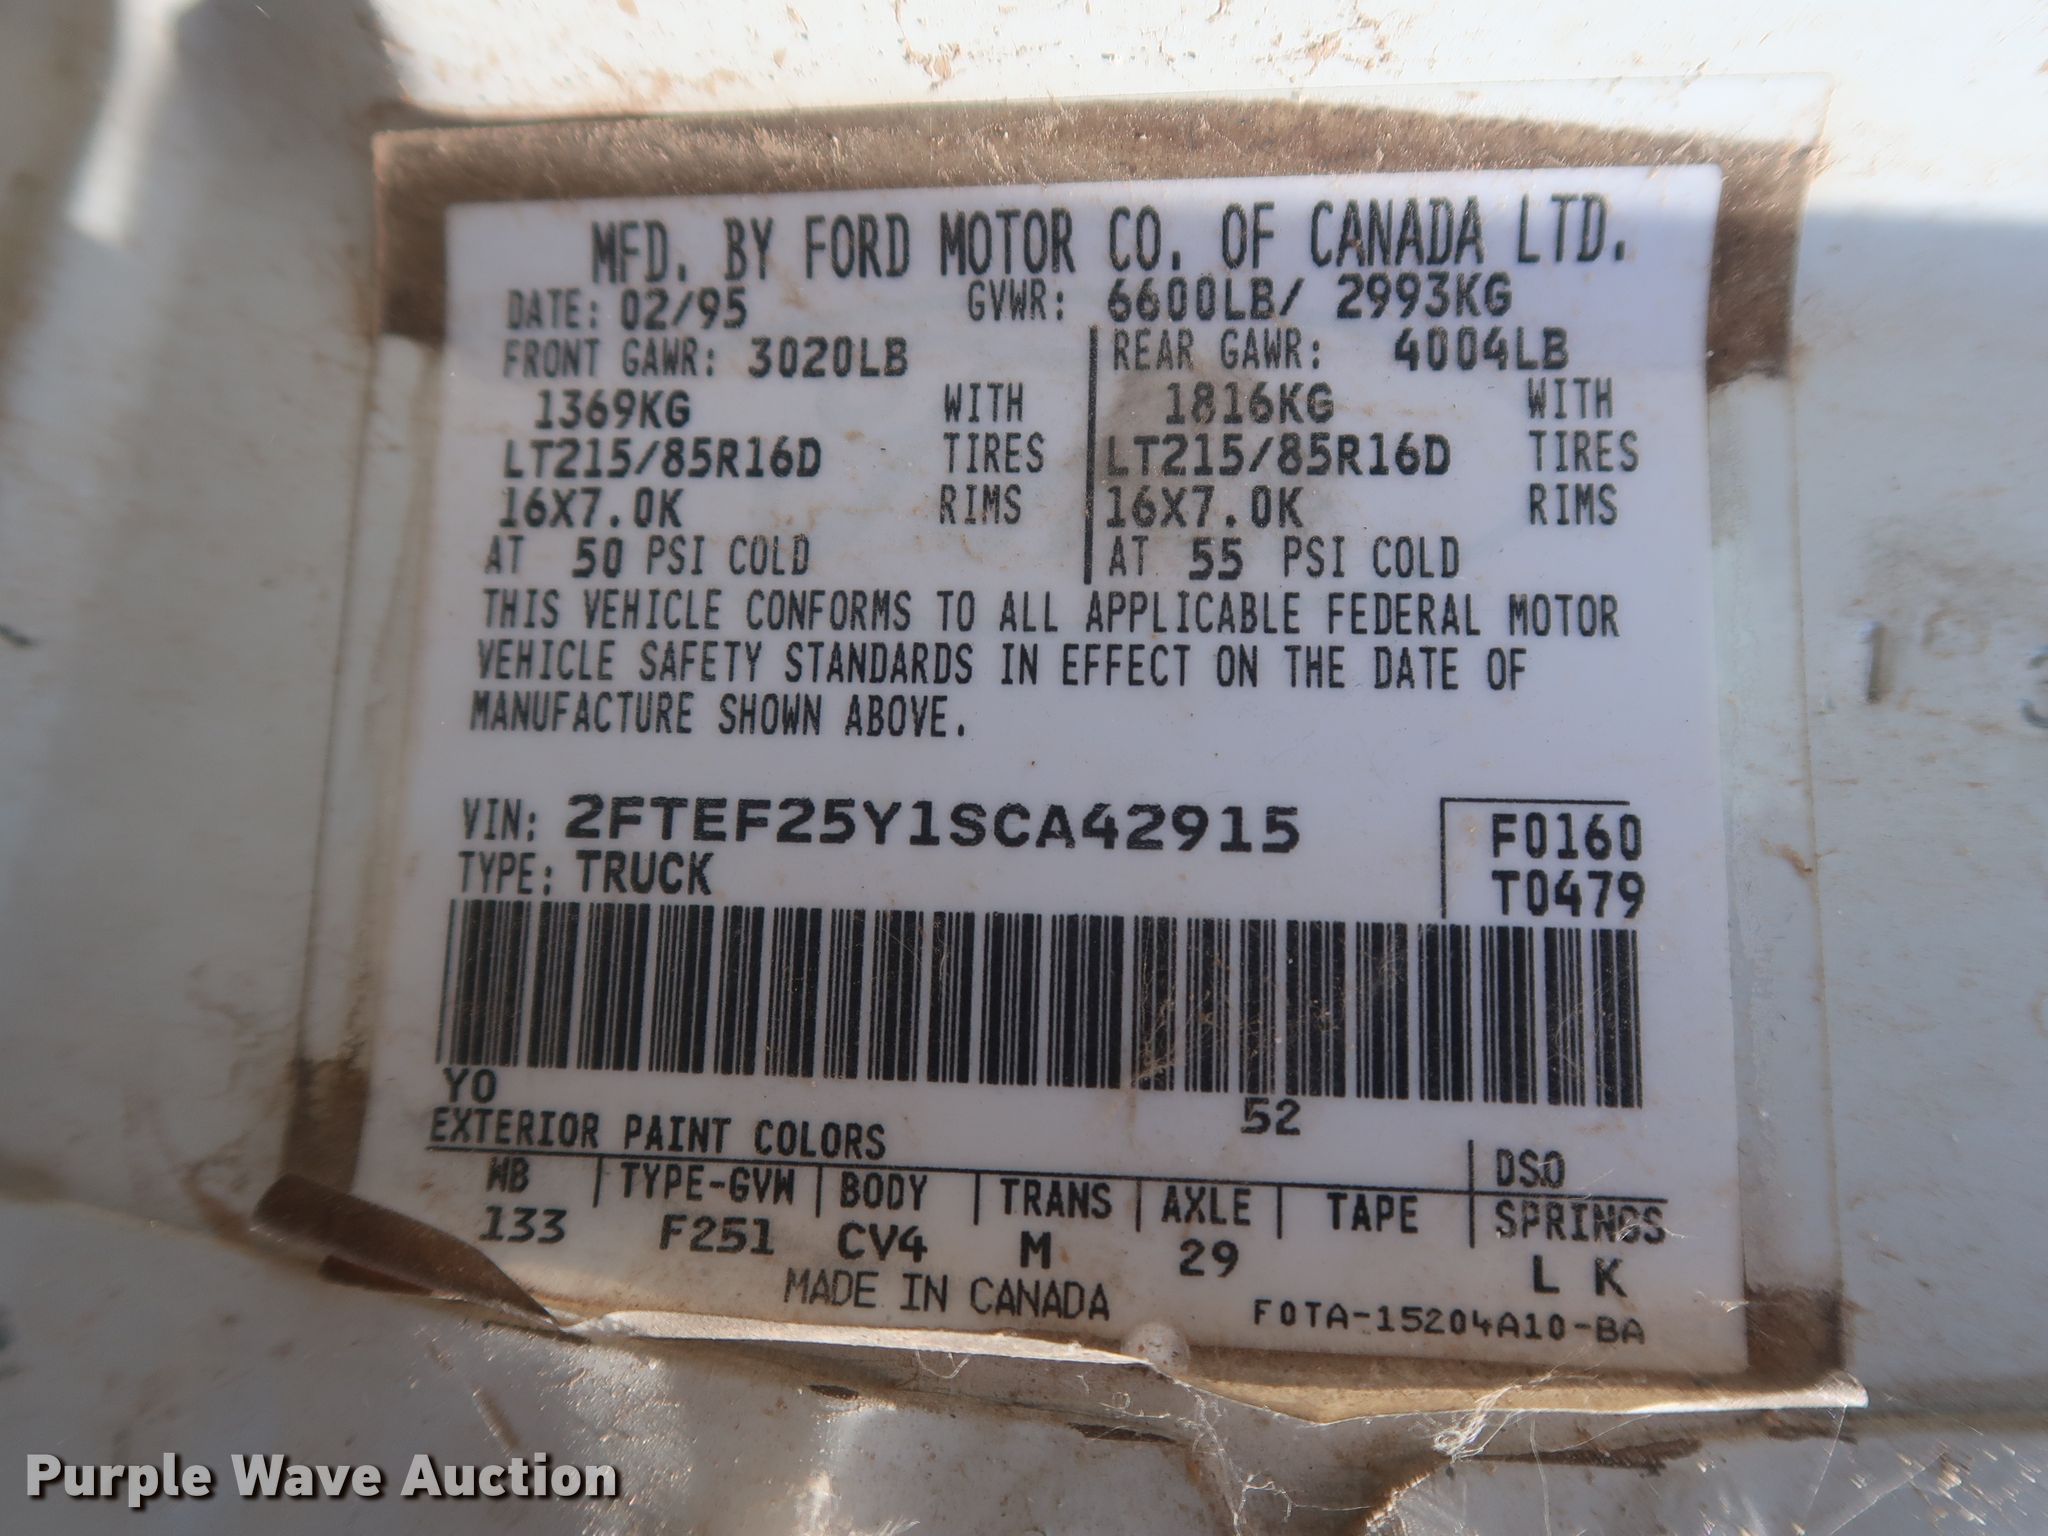 MFD. BY FORD MOTOR CO. OF CANADA LTD.
DATE: 02/95 GVWR: 6600LB/ 2993KG
FRONT GAWR: 3020LB REAR GAWR: 4004LB
1369KG WITH 1816KG WITH
LT215/85R16D TIRES LT215/85R16D TIRES
16X7.0K RIMS 16X7.0K RIMS
AT 50 PSI COLD AT 55 PSI COLD
THIS VEHICLE CONFORMS TO ALL APPLICABLE FEDERAL MOTOR
VEHICLE SAFETY STANDARDS IN EFFECT ON THE DATE OF
MANUFACTURE SHOWN ABOVE.
VIN: 2FTEF25Y1SCA42915 F0160
TYPE: TRUCK T0479
YO 52
EXTERIOR PAINT COLORS DSO
WB TYPE-GVW BODY TRANS AXLE TAPE SPRINGS
133 F251 CV4 M 29 L K
MADE IN CANADA F0TA-15204A10-BA
Purple Wave Auction